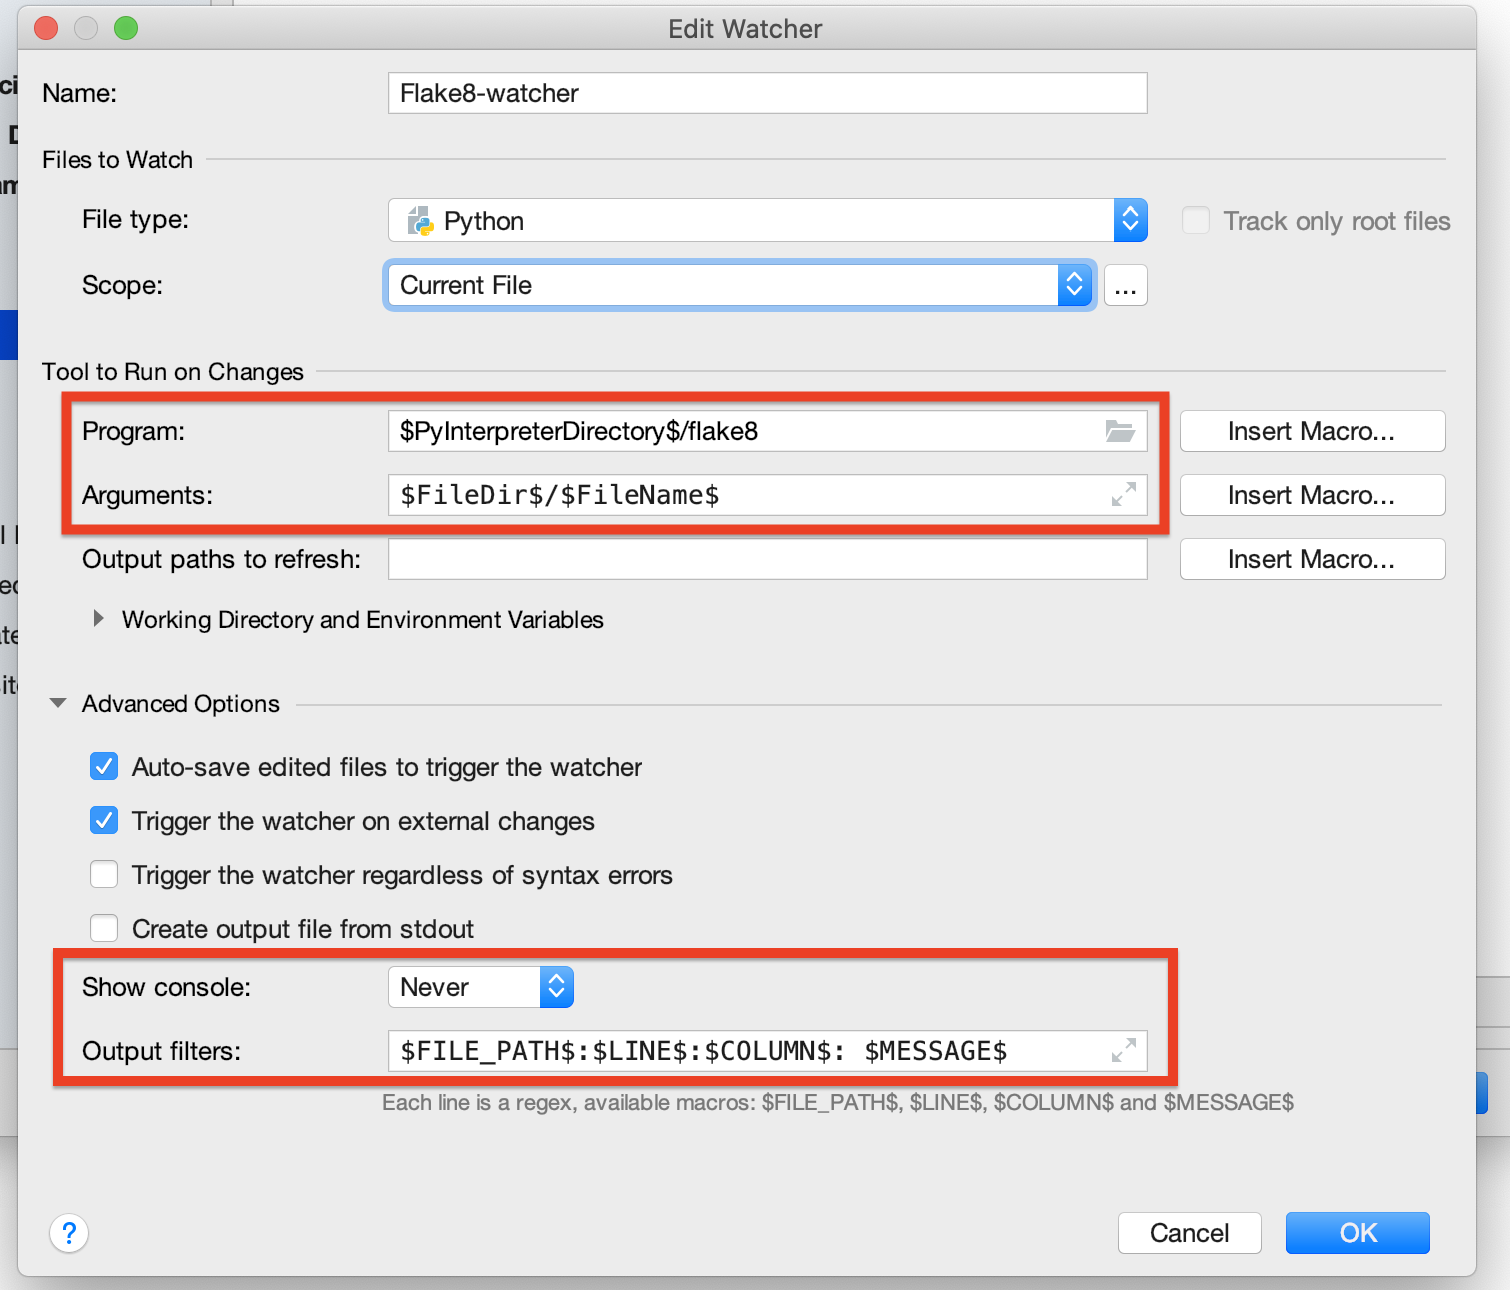 Edit Watcher
Name: Flake8-watcher
Files to Watch
File type: Python Track only root files
Scope: Current File ...
Tool to Run on Changes
Program: $PyInterpreterDirectory$/flake8 Insert Macro...
Arguments: $FileDir$/$FileName$ Insert Macro...
Output paths to refresh: Insert Macro...
Working Directory and Environment Variables
Advanced Options
Auto-save edited files to trigger the watcher
Trigger the watcher on external changes
Trigger the watcher regardless of syntax errors
Create output file from stdout
Show console: Never
Output filters: $FILE_PATH$:$LINE$:$COLUMN$: $MESSAGE$
Each line is a regex, available macros: $FILE_PATH$, $LINE$, $COLUMN$ and $MESSAGE$
? Cancel OK